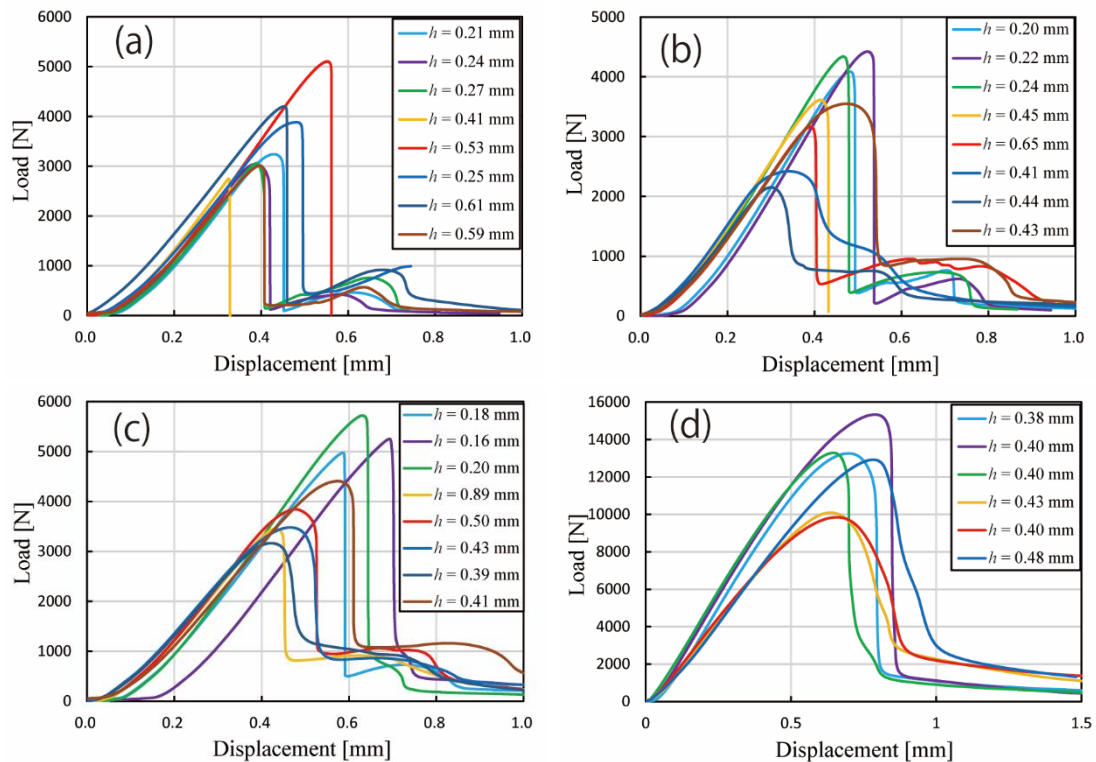 (a)
Load [N]
6000
5000
4000
3000
2000
1000
0
0.0 0.2 0.4 0.6 0.8 1.0
Displacement [mm]
h = 0.21 mm
h = 0.24 mm
h = 0.27 mm
h = 0.41 mm
h = 0.53 mm
h = 0.25 mm
h = 0.61 mm
h = 0.59 mm
(b)
Load [N]
5000
4000
3000
2000
1000
0
0.0 0.2 0.4 0.6 0.8 1.0
Displacement [mm]
h = 0.20 mm
h = 0.22 mm
h = 0.24 mm
h = 0.45 mm
h = 0.65 mm
h = 0.41 mm
h = 0.44 mm
h = 0.43 mm
(c)
Load [N]
6000
5000
4000
3000
2000
1000
0
0.0 0.2 0.4 0.6 0.8 1.0
Displacement [mm]
h = 0.18 mm
h = 0.16 mm
h = 0.20 mm
h = 0.89 mm
h = 0.50 mm
h = 0.43 mm
h = 0.39 mm
h = 0.41 mm
(d)
Load [N]
16000
14000
12000
10000
8000
6000
4000
2000
0
0 0.5 1 1.5
Displacement [mm]
h = 0.38 mm
h = 0.40 mm
h = 0.40 mm
h = 0.43 mm
h = 0.40 mm
h = 0.48 mm